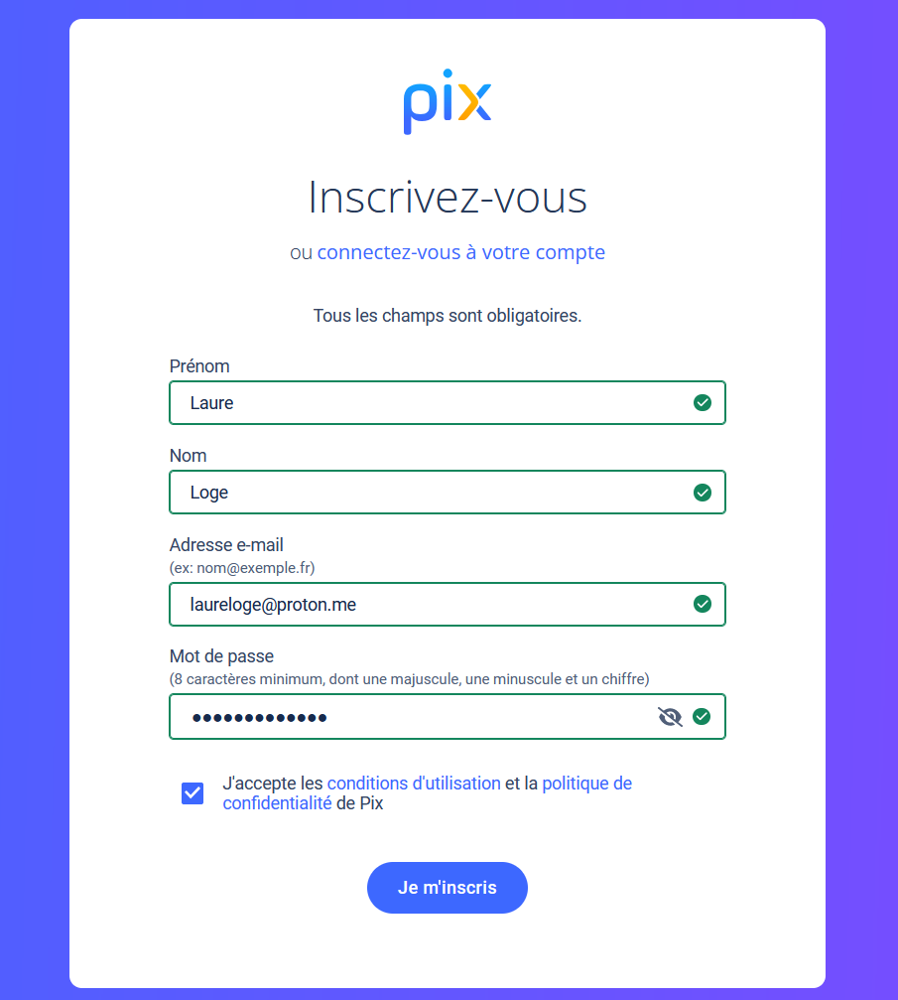 pix
Inscrivez-vous
ou connectez-vous à votre compte
Tous les champs sont obligatoires.
Prénom
Laure
Nom
Loge
Adresse e-mail
(ex: nom@exemple.fr)
laureloge@proton.me
Mot de passe
(8 caractères minimum, dont une majuscule, une minuscule et un chiffre)
•••••••••••••
J'accepte les conditions d'utilisation et la politique de
confidentialité de Pix
Je m'inscris